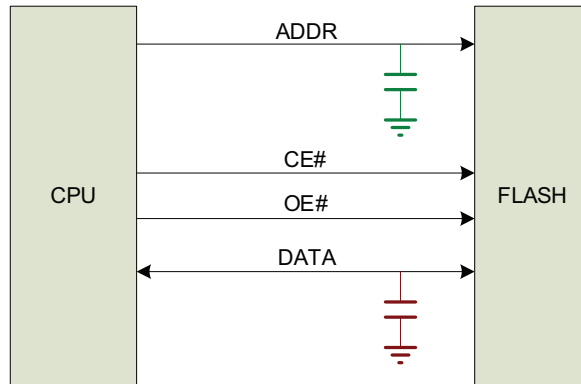 ADDR
CE#
CPU
FLASH
OE#
DATA